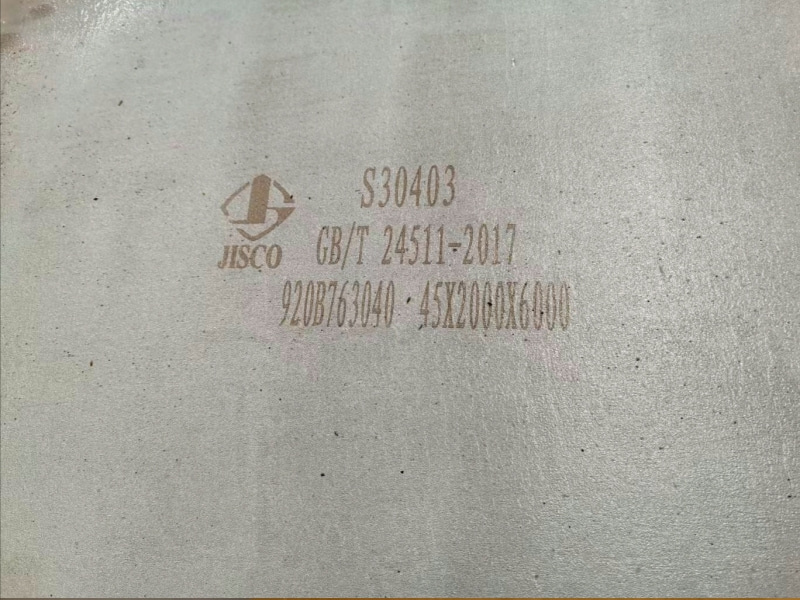 S30403
JISCO
GB/T 24511-2017
920B763040 · 45X2000X6000